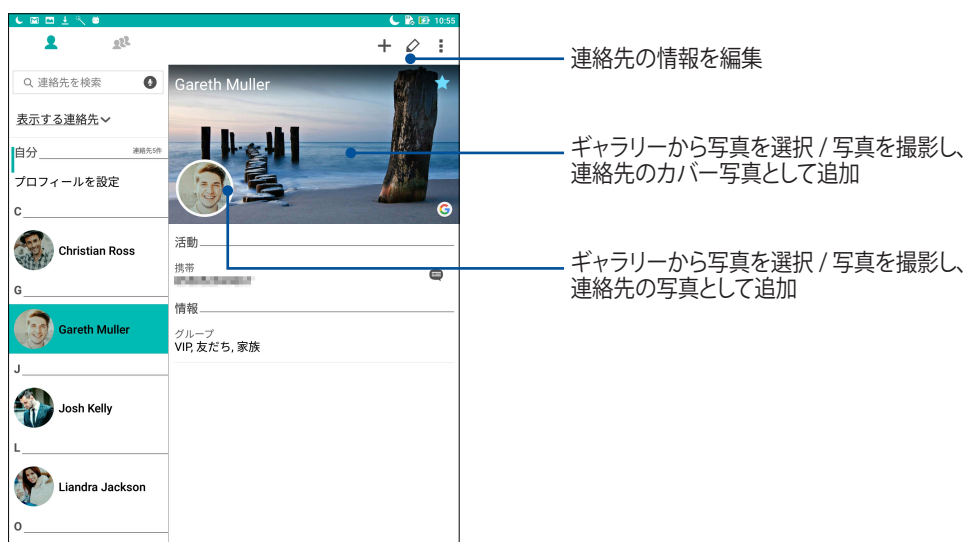 10:55
連絡先を検索
表示する連絡先
自分 連絡先5件
プロフィールを設定
C
Christian Ross
G
Gareth Muller
J
Josh Kelly
L
Liandra Jackson
O
Gareth Muller
G
活動
携帯
情報
グループ
VIP, 友だち, 家族
連絡先の情報を編集
ギャラリーから写真を選択 / 写真を撮影し、
連絡先のカバー写真として追加
ギャラリーから写真を選択 / 写真を撮影し、
連絡先の写真として追加